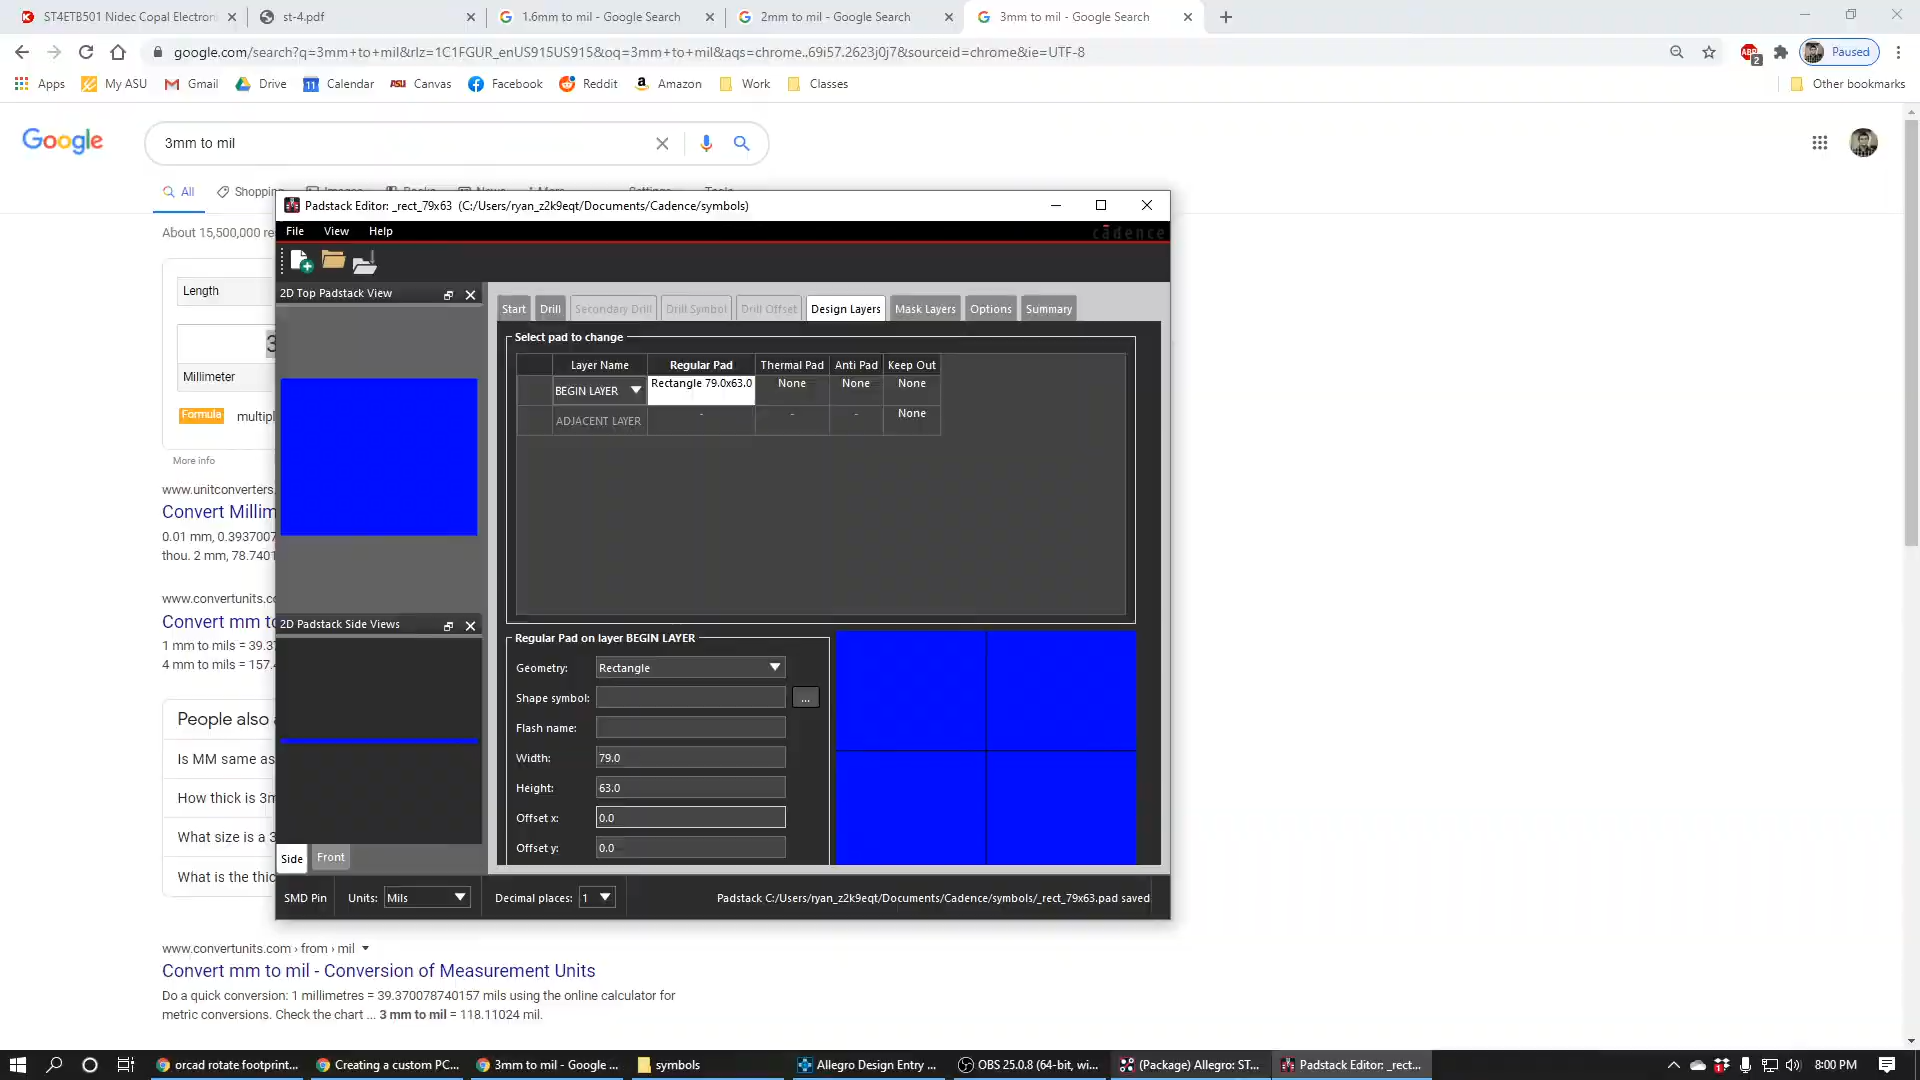 ST4ETB501 Nidec Copal Electron
st-4.pdf
1.6mm to mil - Google Search
2mm to mil - Google Search
3mm to mil - Google Search
google.com/search?q=3mm+to+mil&rlz=1C1FGUR_enUS915US915&oq=3mm+to+mil&aqs=chrome..69i57.2623j0j7&sourceid=chrome&ie=UTF-8
ABP
2
Paused
Apps
My ASU
Gmail
Drive
Calendar
Canvas
Facebook
Reddit
Amazon
Work
Classes
Other bookmarks
Google
3mm to mil
All
Shopping
About 15,500,000 re
Padstack Editor: _rect_79x63 (C:/Users/ryan_z2k9eqt/Documents/Cadence/symbols)
File
View
Help
cādence
2D Top Padstack View
Start
Drill
Secondary Drill
Drill Symbol
Drill Offset
Design Layers
Mask Layers
Options
Summary
Select pad to change
Layer Name
Regular Pad
Thermal Pad
Anti Pad
Keep Out
BEGIN LAYER
Rectangle 79.0x63.0
None
None
None
ADJACENT LAYER
-
-
-
None
Length
3
Millimeter
Formula
multipl
More info
www.unitconverters.
Convert Millim
0.01 mm, 0.3937007
thou. 2 mm, 78.7401
www.convertunits.co
Convert mm to
1 mm to mils = 39.37
4 mm to mils = 157.4
People also a
Is MM same as
How thick is 3m
What size is a 3
What is the thic
2D Padstack Side Views
Side
Front
Regular Pad on layer BEGIN LAYER
Geometry:
Rectangle
Shape symbol:
...
Flash name:
Width:
79.0
Height:
63.0
Offset x:
0.0
Offset y:
0.0
SMD Pin
Units:
Mils
Decimal places:
1
Padstack C:/Users/ryan_z2k9eqt/Documents/Cadence/symbols/_rect_79x63.pad saved
www.convertunits.com › from › mil
Convert mm to mil - Conversion of Measurement Units
Do a quick conversion: 1 millimetres = 39.370078740157 mils using the online calculator for
metric conversions. Check the chart ... 3 mm to mil = 118.11024 mil.
orcad rotate footprint...
Creating a custom PC...
3mm to mil - Google ...
symbols
Allegro Design Entry ...
OBS 25.0.8 (64-bit, wi...
(Package) Allegro: ST...
Padstack Editor: _rect...
8:00 PM